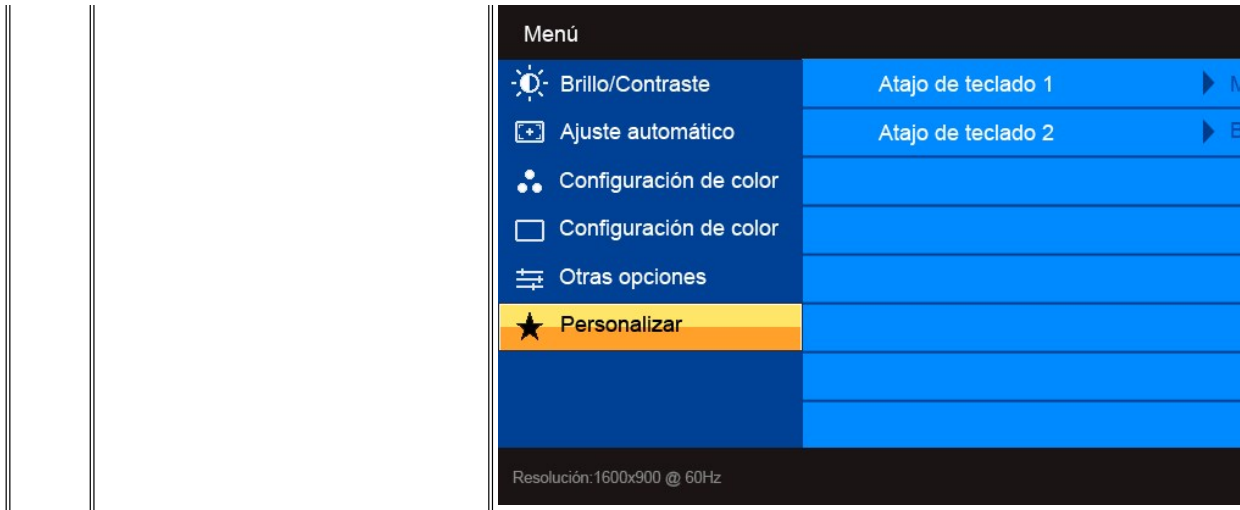 Menú
Brillo/Contraste
Atajo de teclado 1
Ajuste automático
Atajo de teclado 2
Configuración de color
Configuración de color
Otras opciones
Personalizar
Resolución:1600x900 @ 60Hz